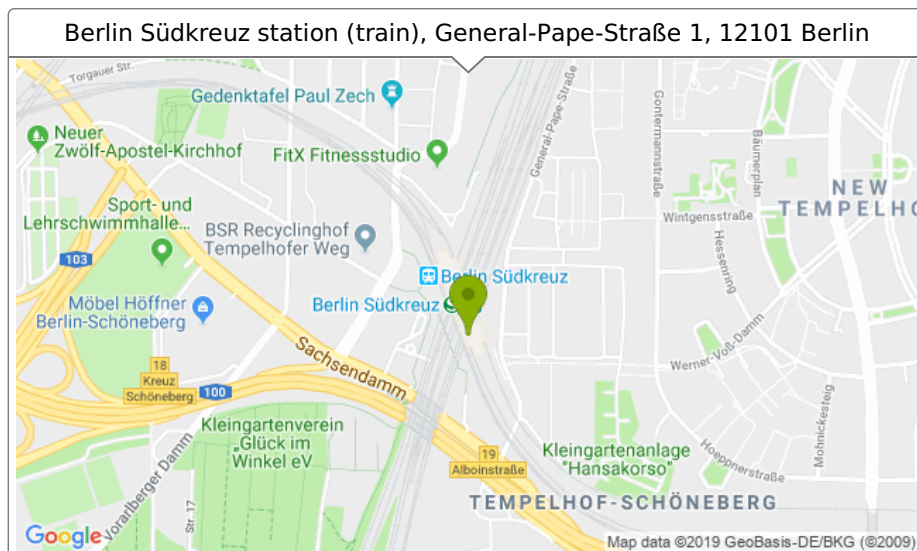 Berlin Südkreuz station (train), General-Pape-Straße 1, 12101 Berlin
Torgauer Str.
Gedenktafel Paul Zech
General-Pape-Straße
Gontermannstraße
Bäumerplan
Neuer
Zwölf-Apostel-Kirchhof
FitX Fitnessstudio
NEW
TEMPELHO
Sport- und
Lehrschwimmhalle...
Wintgensstraße
BSR Recyclinghof
Tempelhofer Weg
Hessenring
103
Berlin Südkreuz
Möbel Höffner
Berlin-Schöneberg
Berlin Südkreuz
Werner-Voß-Damm
Sachsendamm
18
Kreuz
Schöneberg
100
Mohnickesteig
Kleingartenverein
„Glück im
Winkel eV
19
Alboinstraße
Kleingartenanlage
"Hansakorso"
Hoeppnerstraße
Vorarlberger Damm
Str. 17
TEMPELHOF-SCHÖNEBERG
Google
Map data ©2019 GeoBasis-DE/BKG (©2009)